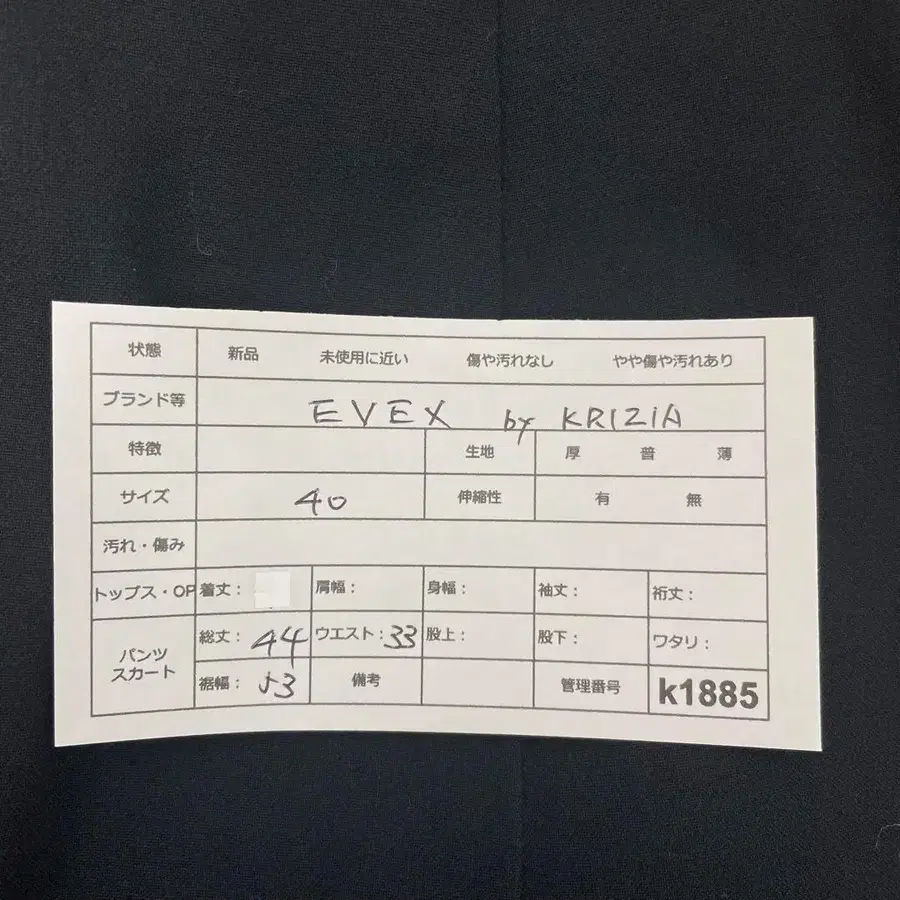 状態 新品 未使用に近い 傷や汚れなし やや傷や汚れあり
ブランド等 EVEX by KRIZIA
特徴 生地 厚 普 薄
サイズ 40 伸縮性 有 無
汚れ・傷み
トップス・OP 着丈: 肩幅: 身幅: 袖丈: 裄丈:
パンツ スカート 総丈: 44 ウエスト: 33 股上: 股下: ワタリ:
裾幅: 53 備考 管理番号 k1885